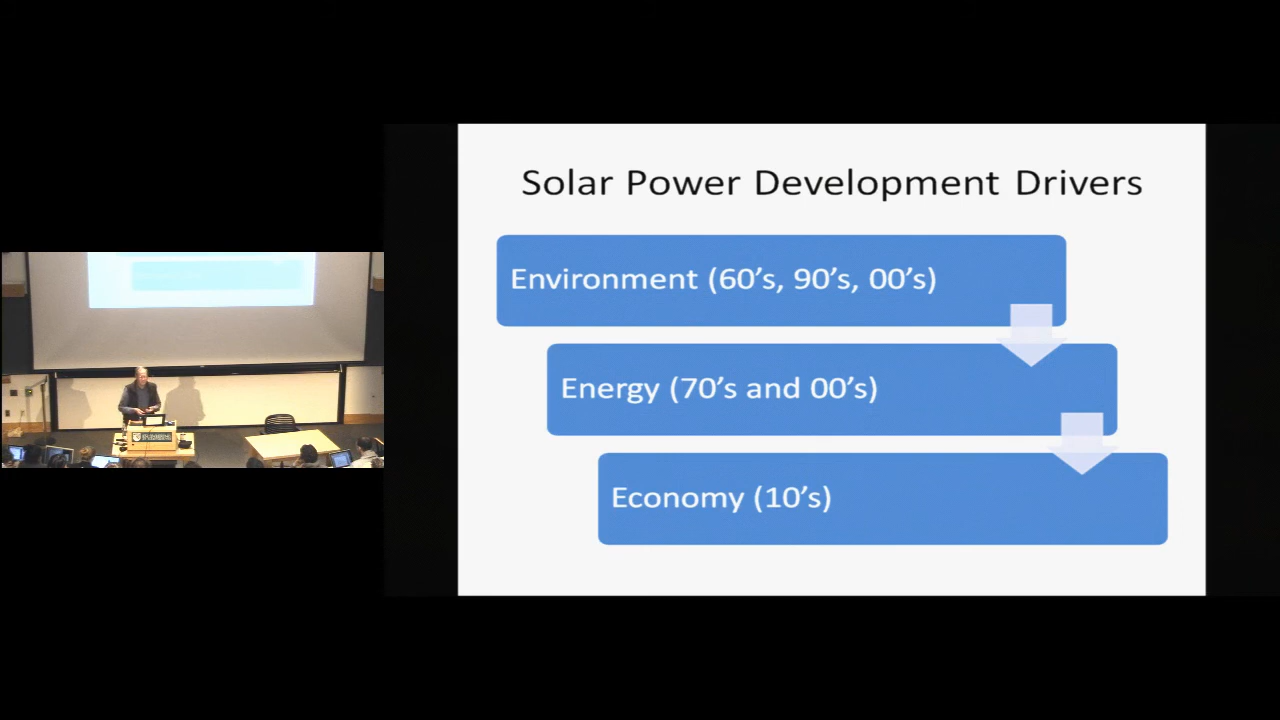 Solar Power Development Drivers
Environment (60's, 90's, 00's)
Energy (70's and 00's)
Economy (10's)